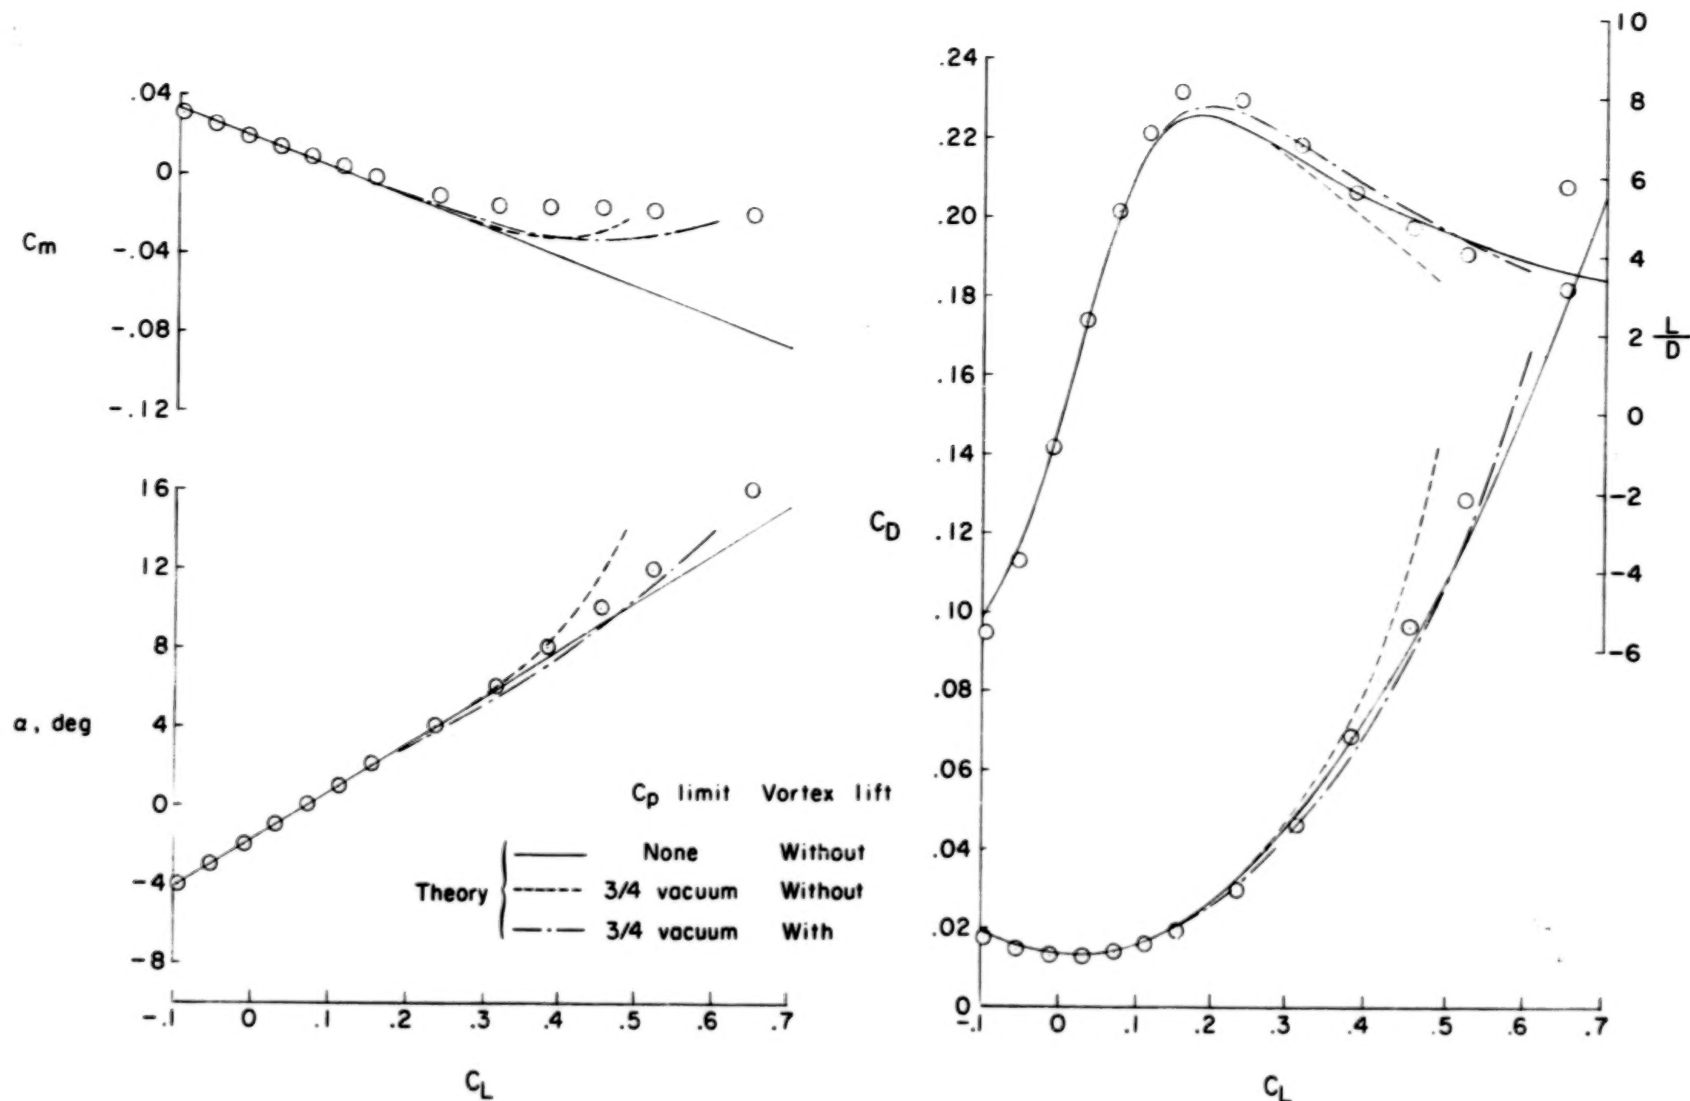 .04
0
-.04
-.08
-.12
Cm
16
12
8
4
0
-4
-8
α, deg
-.1 0 .1 .2 .3 .4 .5 .6 .7
CL
Cp limit Vortex lift
None Without
Theory
3/4 vacuum Without
3/4 vacuum With
.24
.22
.20
.18
.16
.14
.12
.10
.08
.06
.04
.02
0
CD
10
8
6
4
2
0
-2
-4
-6
L
D
-.1 0 .1 .2 .3 .4 .5 .6 .7
CL